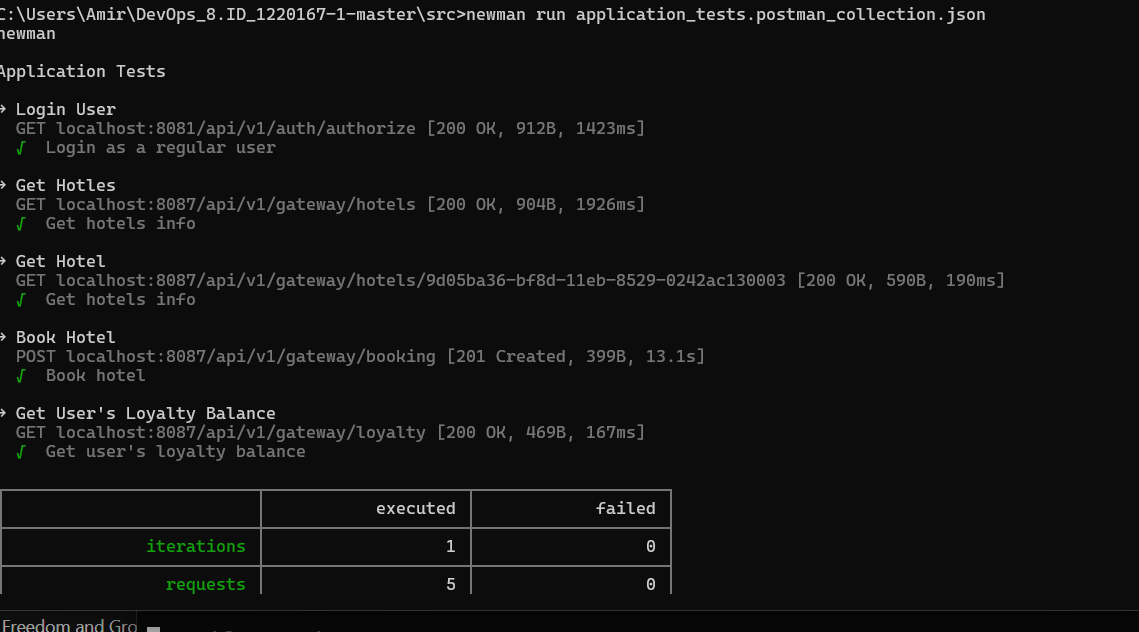 C:\Users\Amir\DevOps_8.ID_1220167-1-master\src>newman run application_tests.postman_collection.json
newman
Application Tests
→ Login User
GET localhost:8081/api/v1/auth/authorize [200 OK, 912B, 1423ms]
√ Login as a regular user
→ Get Hotles
GET localhost:8087/api/v1/gateway/hotels [200 OK, 904B, 1926ms]
√ Get hotels info
→ Get Hotel
GET localhost:8087/api/v1/gateway/hotels/9d05ba36-bf8d-11eb-8529-0242ac130003 [200 OK, 590B, 190ms]
√ Get hotels info
→ Book Hotel
POST localhost:8087/api/v1/gateway/booking [201 Created, 399B, 13.1s]
√ Book hotel
→ Get User's Loyalty Balance
GET localhost:8087/api/v1/gateway/loyalty [200 OK, 469B, 167ms]
√ Get user's loyalty balance
executed failed
iterations 1 0
requests 5 0
Freedom and Gro